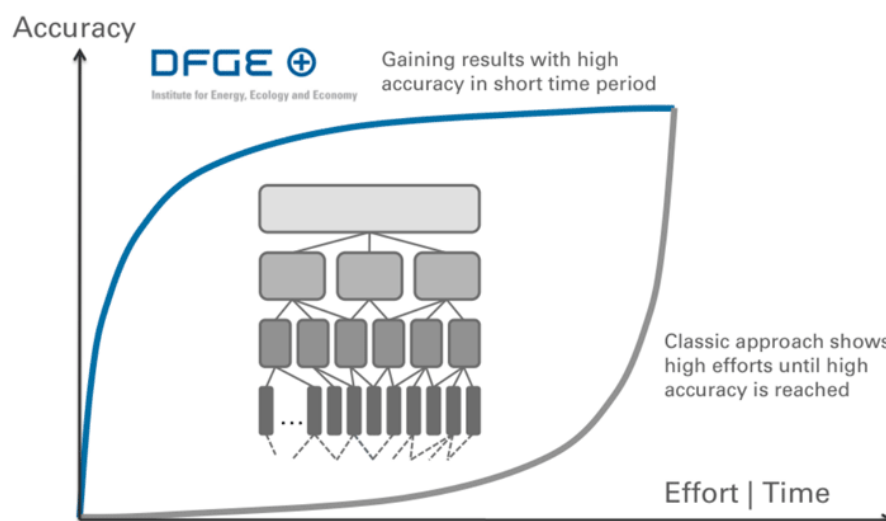 Accuracy
DFGE
Institute for Energy, Ecology and Economy
Gaining results with high
accuracy in short time period
...
Classic approach shows
high efforts until high
accuracy is reached
Effort | Time